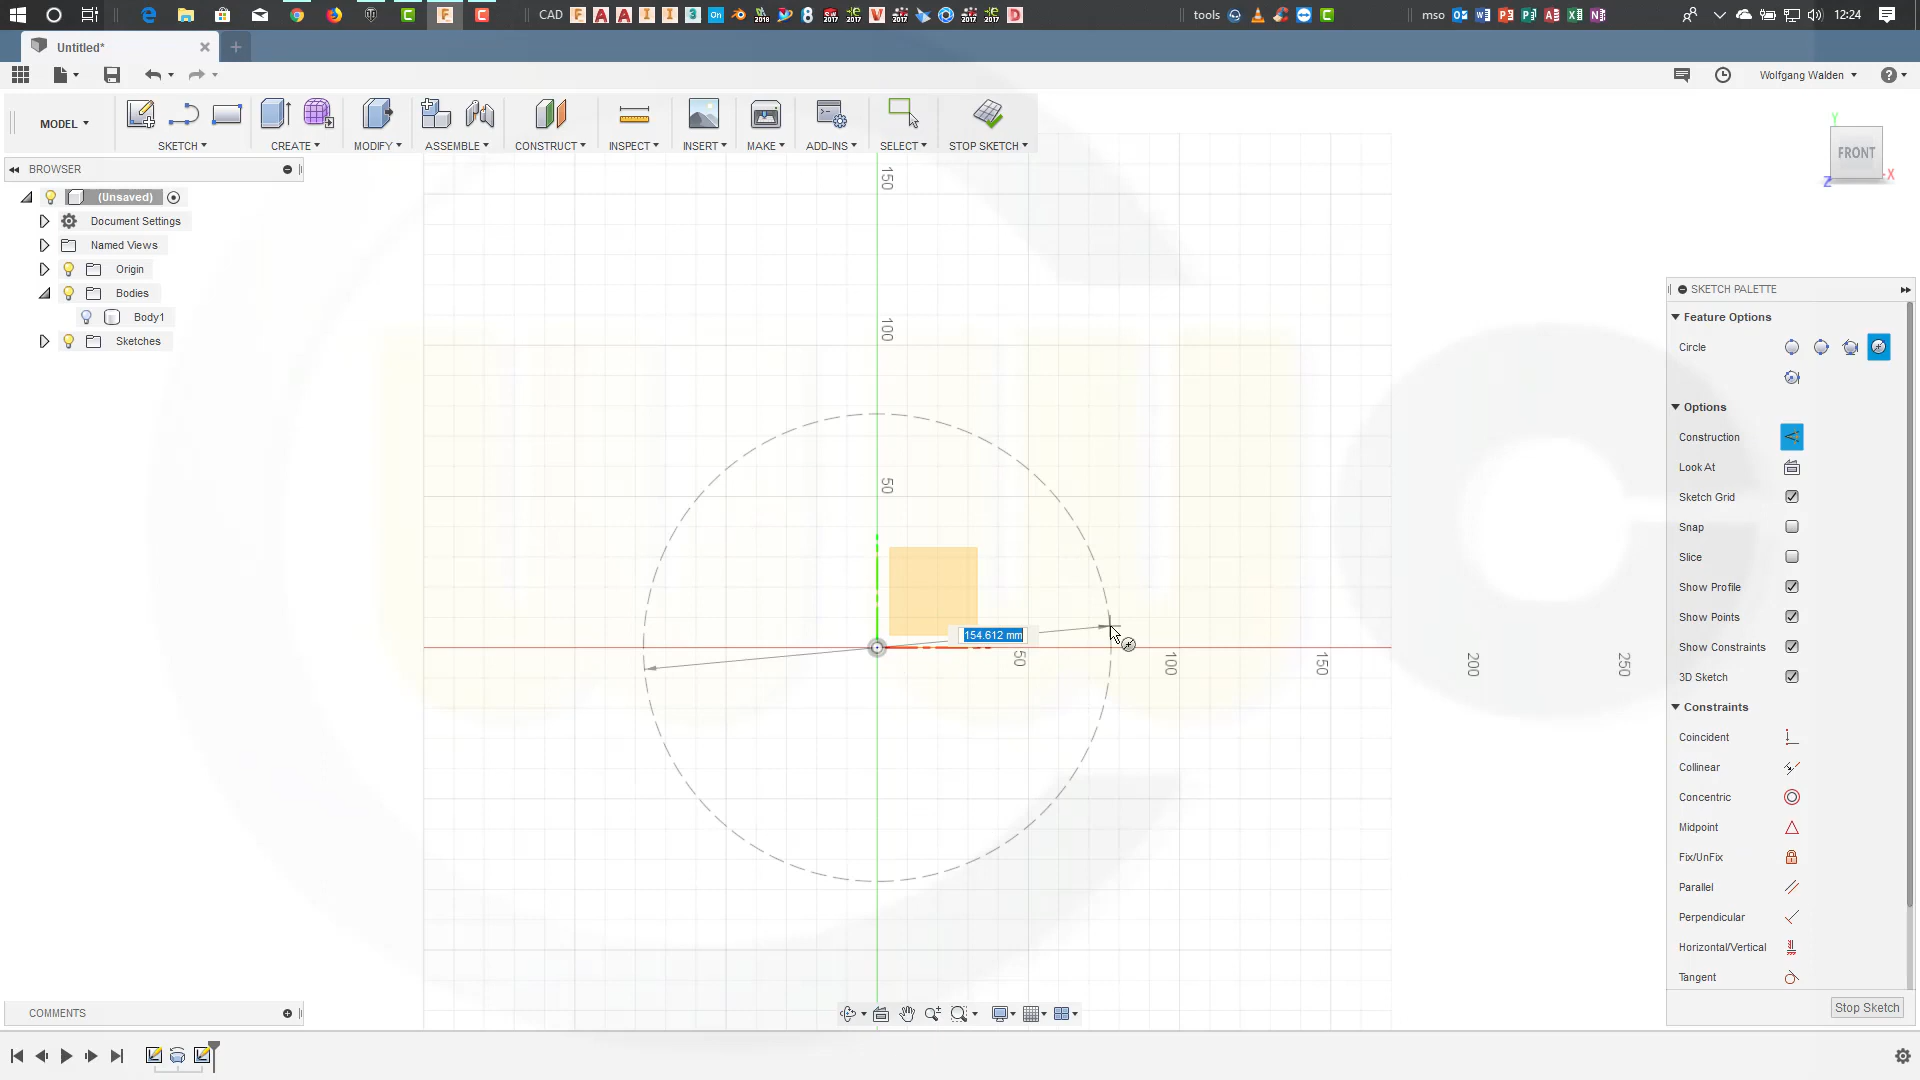 CAD
tools
mso
12:24
Untitled*
Wolfgang Walden
MODEL
SKETCH
CREATE
MODIFY
ASSEMBLE
CONSTRUCT
INSPECT
INSERT
MAKE
ADD-INS
SELECT
STOP SKETCH
FRONT
Y
Z
X
BROWSER
(Unsaved)
Document Settings
Named Views
Origin
Bodies
Body1
Sketches
150
100
50
50
100
150
200
250
154.612 mm
SKETCH PALETTE
Feature Options
Circle
Options
Construction
Look At
Sketch Grid
Snap
Slice
Show Profile
Show Points
Show Constraints
3D Sketch
Constraints
Coincident
Collinear
Concentric
Midpoint
Fix/UnFix
Parallel
Perpendicular
Horizontal/Vertical
Tangent
Stop Sketch
COMMENTS